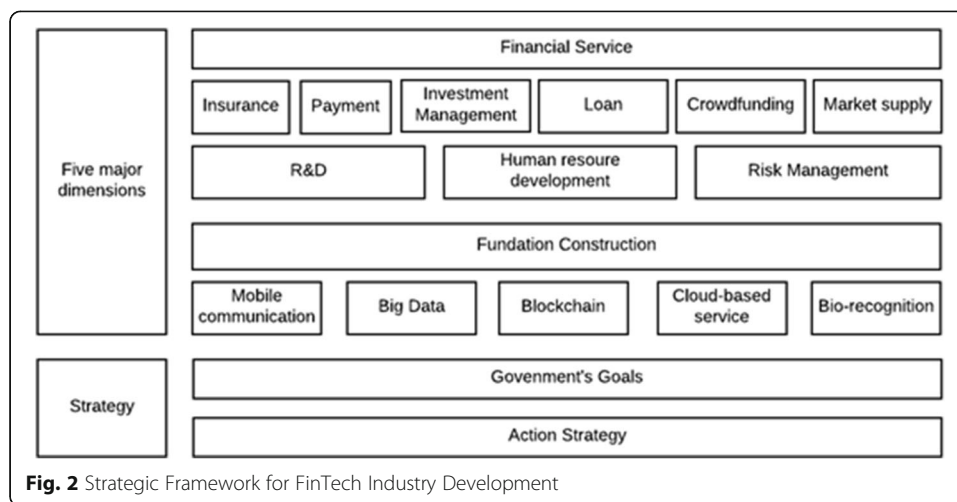 Five major
dimensions
Financial Service
Insurance
Payment
Investment
Management
Loan
Crowdfunding
Market supply
R&D
Human resoure
development
Risk Management
Fundation Construction
Mobile
communication
Big Data
Blockchain
Cloud-based
service
Bio-recognition
Strategy
Govenment's Goals
Action Strategy
Fig. 2 Strategic Framework for FinTech Industry Development